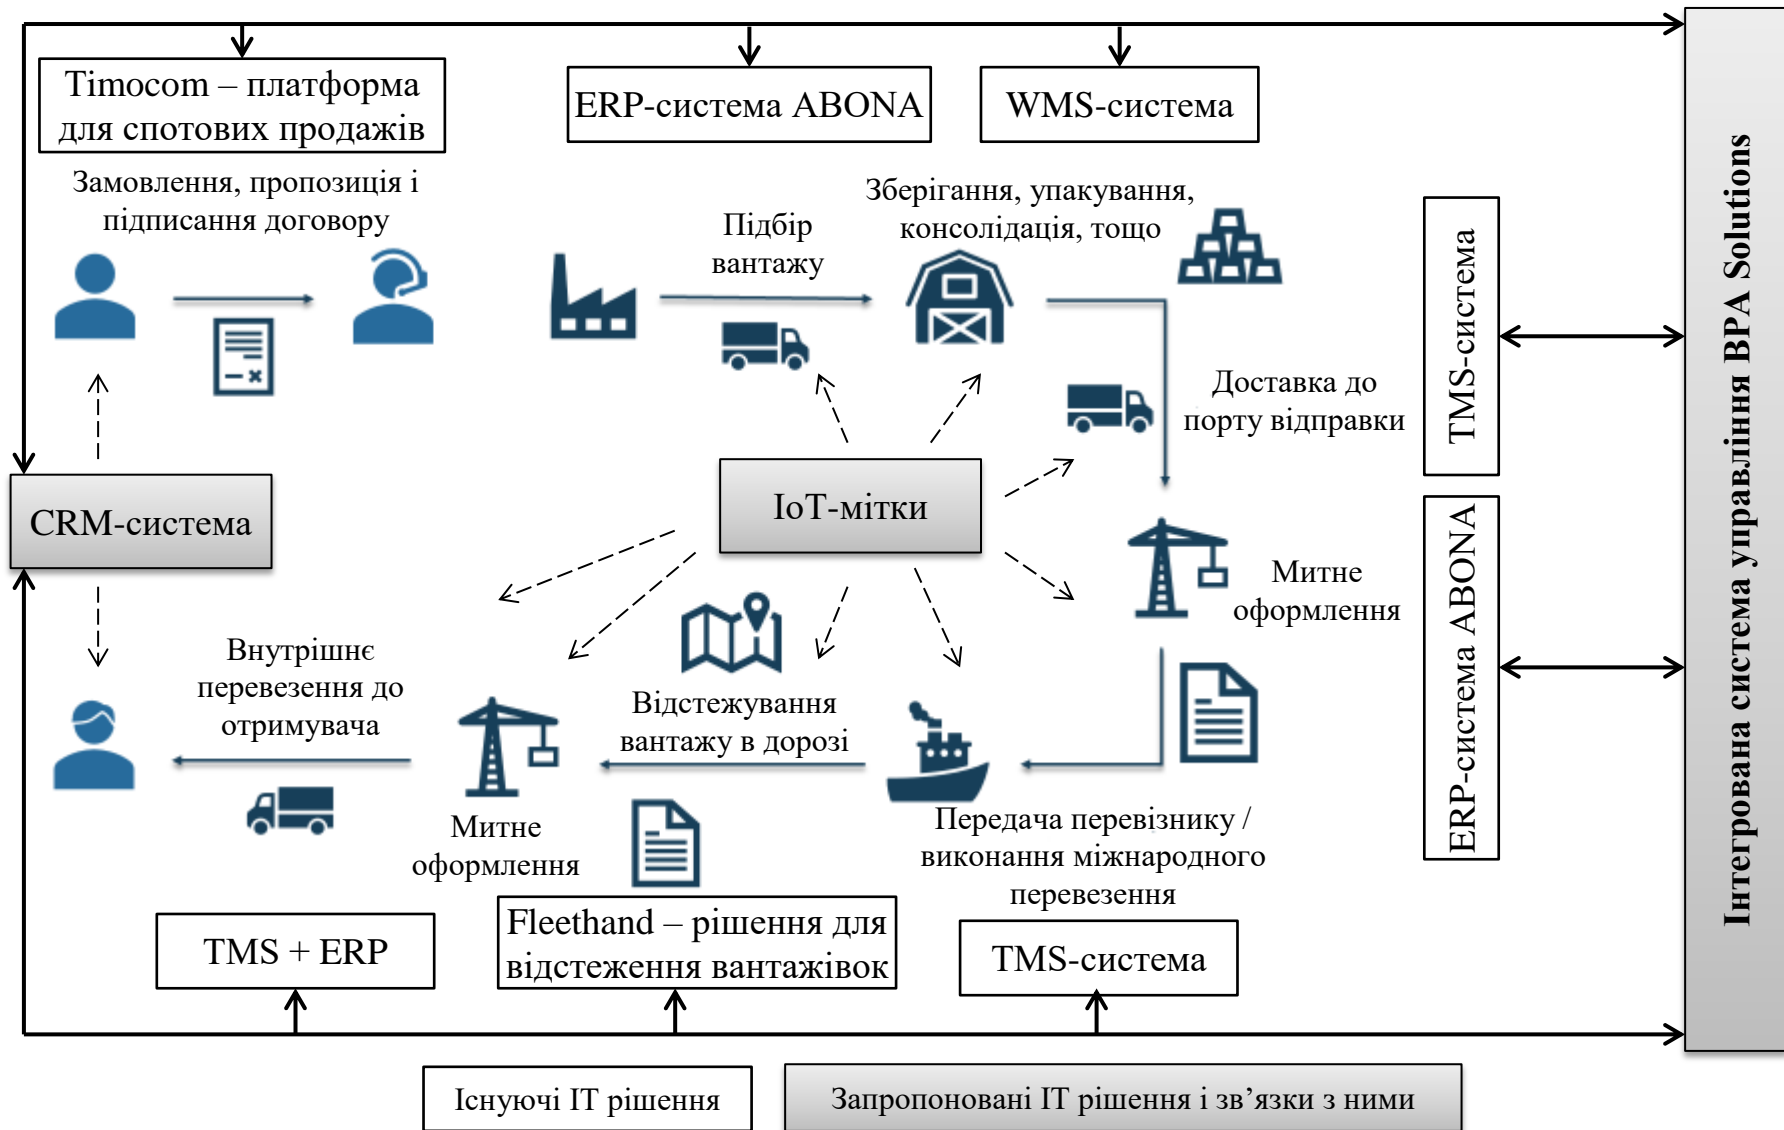 Timocom – платформа
для спотових продажів
ERP-система ABONA
WMS-система
Замовлення, пропозиція і
підписання договору
Підбір
вантажу
Зберігання, упакування,
консолідація, тощо
TMS-система
Доставка до
порту відправки
CRM-система
IoT-мітки
Митне
оформлення
ERP-система ABONA
Інтегрована система управління BPA Solutions
Внутрішнє
перевезення до
отримувача
Відстежування
вантажу в дорозі
Митне
оформлення
Передача перевізнику /
виконання міжнародного
перевезення
TMS + ERP
Fleethand – рішення для
відстеження вантажівок
TMS-система
Існуючі ІТ рішення
Запропоновані ІТ рішення і зв’язки з ними